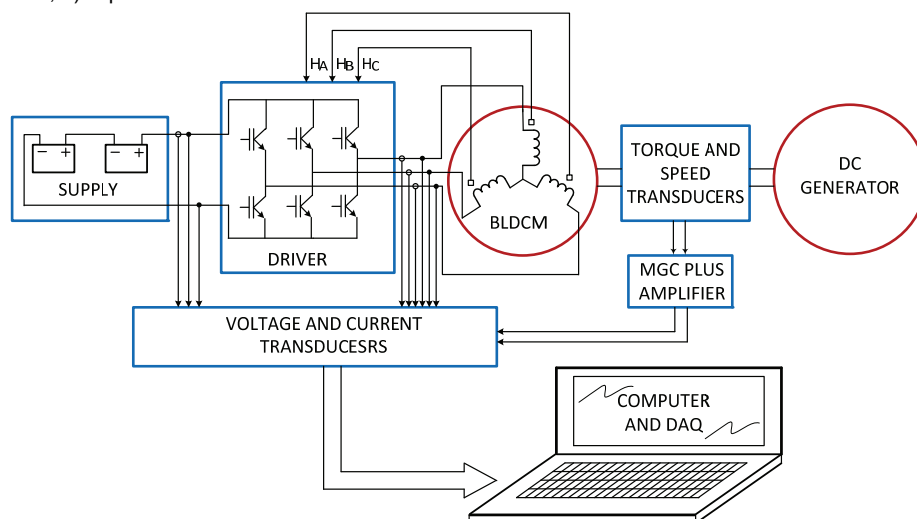 HA HB HC
− + − +
SUPPLY
DRIVER
BLDCM
TORQUE AND
SPEED
TRANSDUCERS
DC
GENERATOR
MGC PLUS
AMPLIFIER
VOLTAGE AND CURRENT
TRANSDUCESRS
COMPUTER
AND DAQ